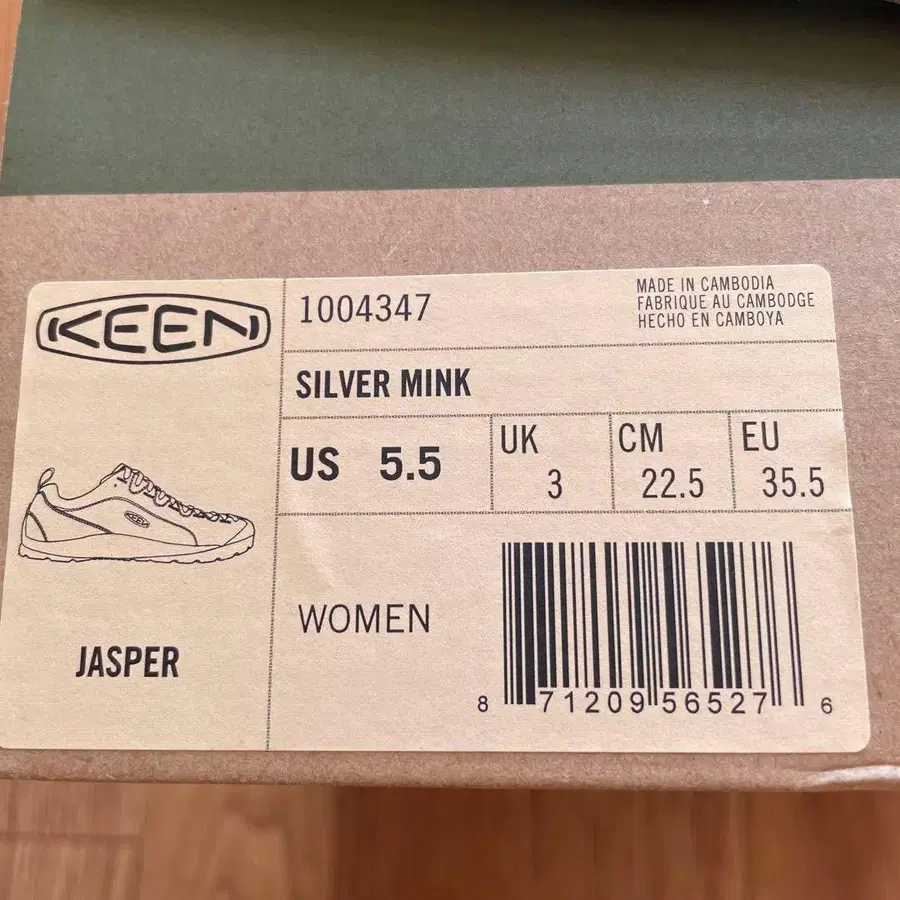 KEEN
1004347
MADE IN CAMBODIA
FABRIQUE AU CAMBODGE
HECHO EN CAMBOYA
SILVER MINK
US 5.5
UK 3
CM 22.5
EU 35.5
KEEN
JASPER
WOMEN
8 71209 56527 6